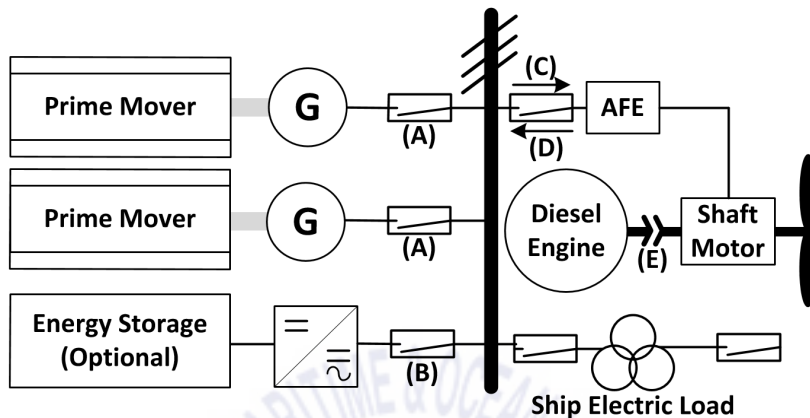 Prime Mover
G
(A)
(C)
(D)
AFE
Prime Mover
G
(A)
Diesel
Engine
(E)
Shaft
Motor
Energy Storage
(Optional)
(B)
Ship Electric Load